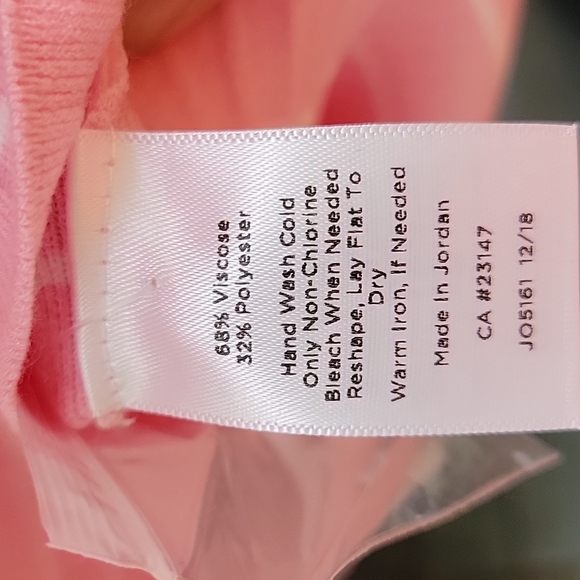 68% Viscose
32% Polyester
Hand Wash Cold
Only Non-Chlorine
Bleach When Needed
Reshape, Lay Flat To
Dry
Warm Iron, If Needed
Made In Jordan
CA #23147
JO5161 12/18